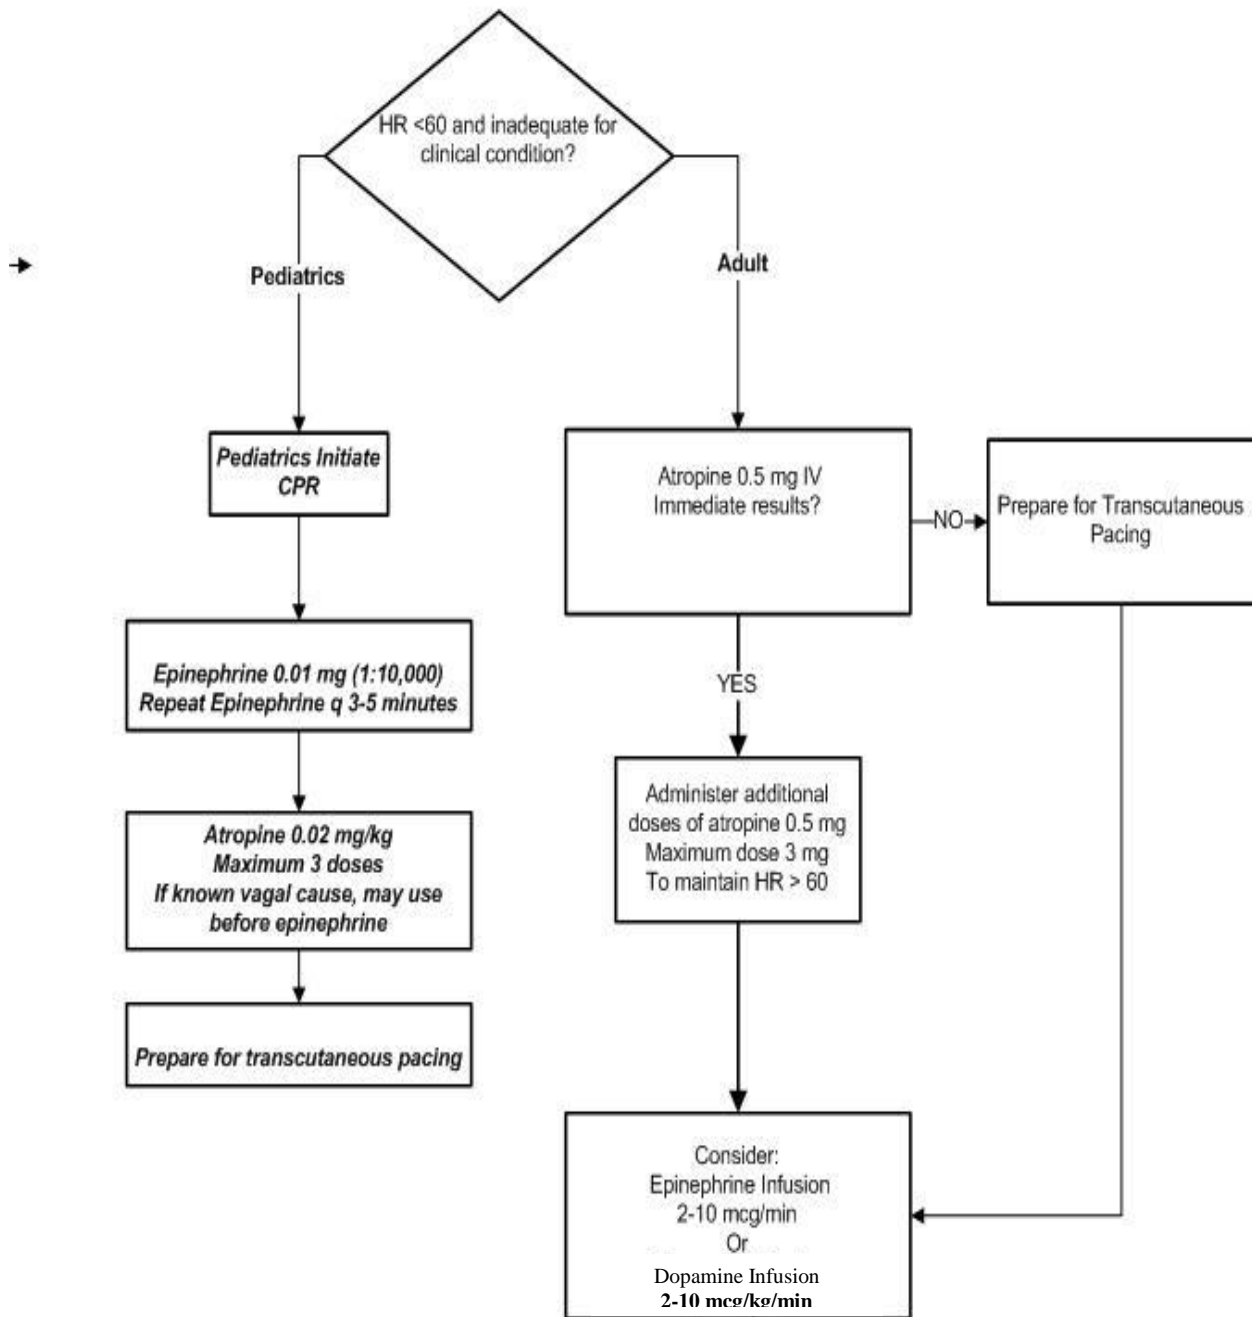 HR <60 and inadequate for
clinical condition?
Pediatrics
Adult
Pediatrics Initiate
CPR
Epinephrine 0.01 mg (1:10,000)
Repeat Epinephrine q 3-5 minutes
Atropine 0.02 mg/kg
Maximum 3 doses
If known vagal cause, may use
before epinephrine
Prepare for transcutaneous pacing
Atropine 0.5 mg IV
Immediate results?
NO
Prepare for Transcutaneous
Pacing
YES
Administer additional
doses of atropine 0.5 mg
Maximum dose 3 mg
To maintain HR > 60
Consider:
Epinephrine Infusion
2-10 mcg/min
Or
Dopamine Infusion
2-10 mcg/kg/min